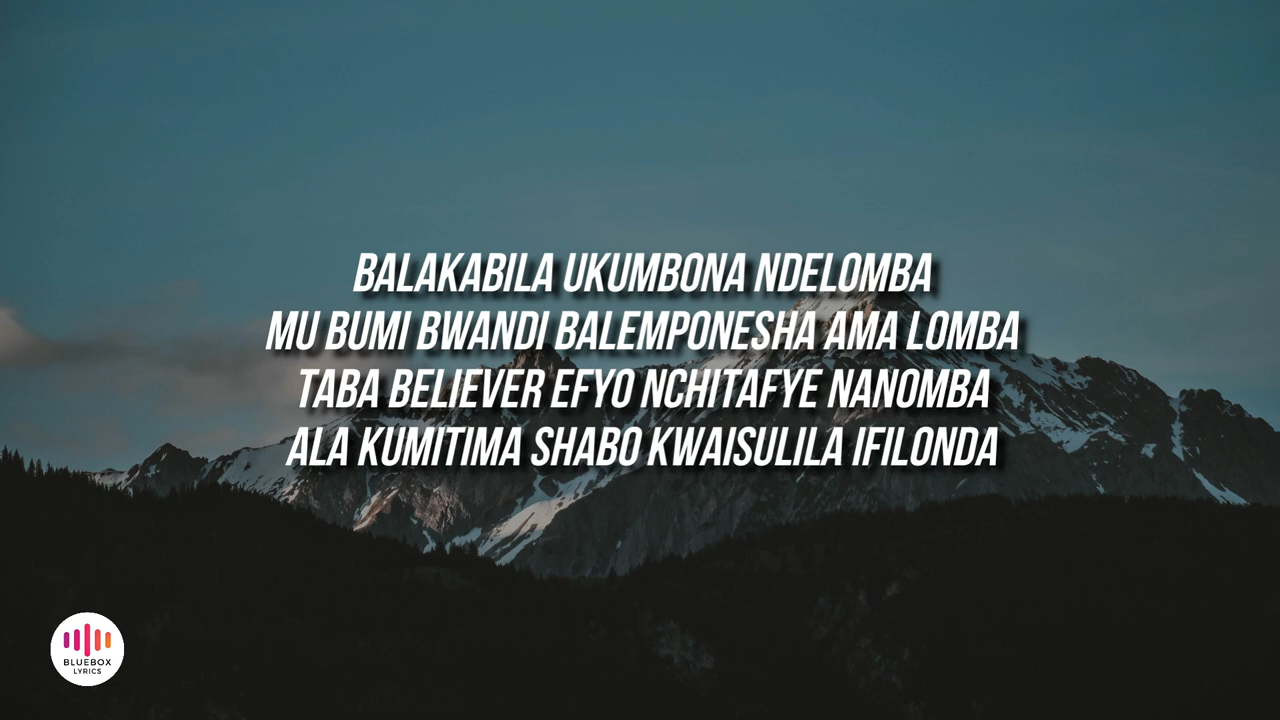 BALAKABILA UKUMBONA NDELOMBA
MU BUMI BWANDI BALEMPONESHA AMA LOMBA
TABA BELIEVER EFYO NCHITAFYE NANOMBA
ALA KUMITIMA SHABO KWAISULILA IFILONDA
BLUEBOX
LYRICS